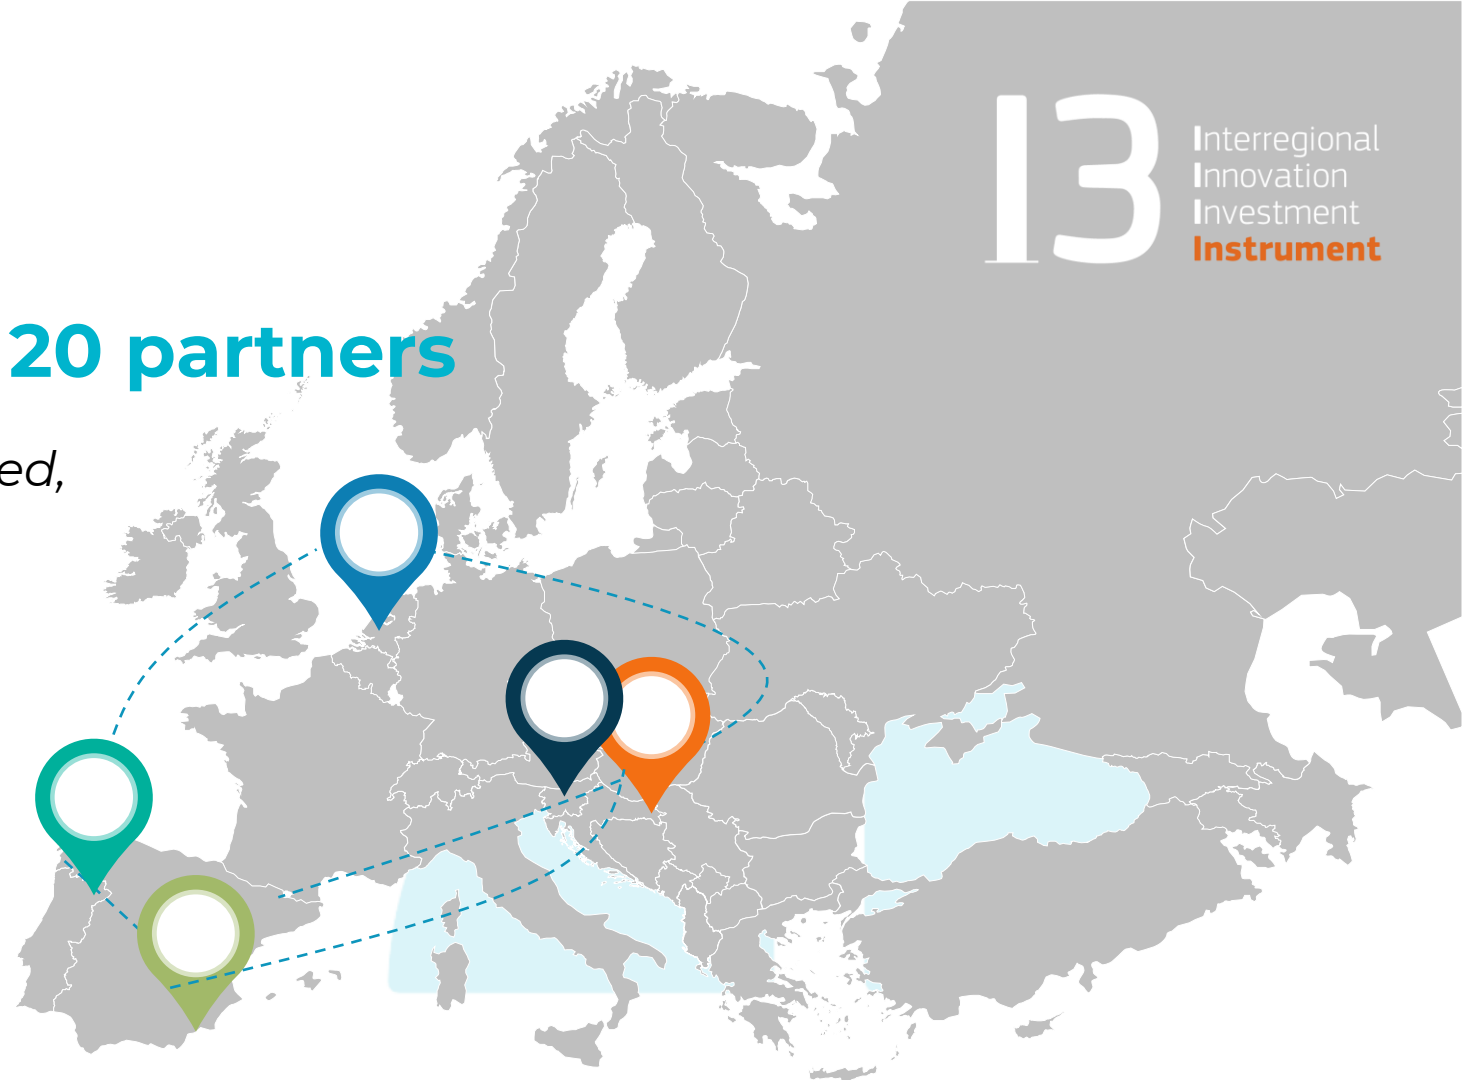 I3
Interregional
Innovation
Investment
Instrument
20 partners
ed,